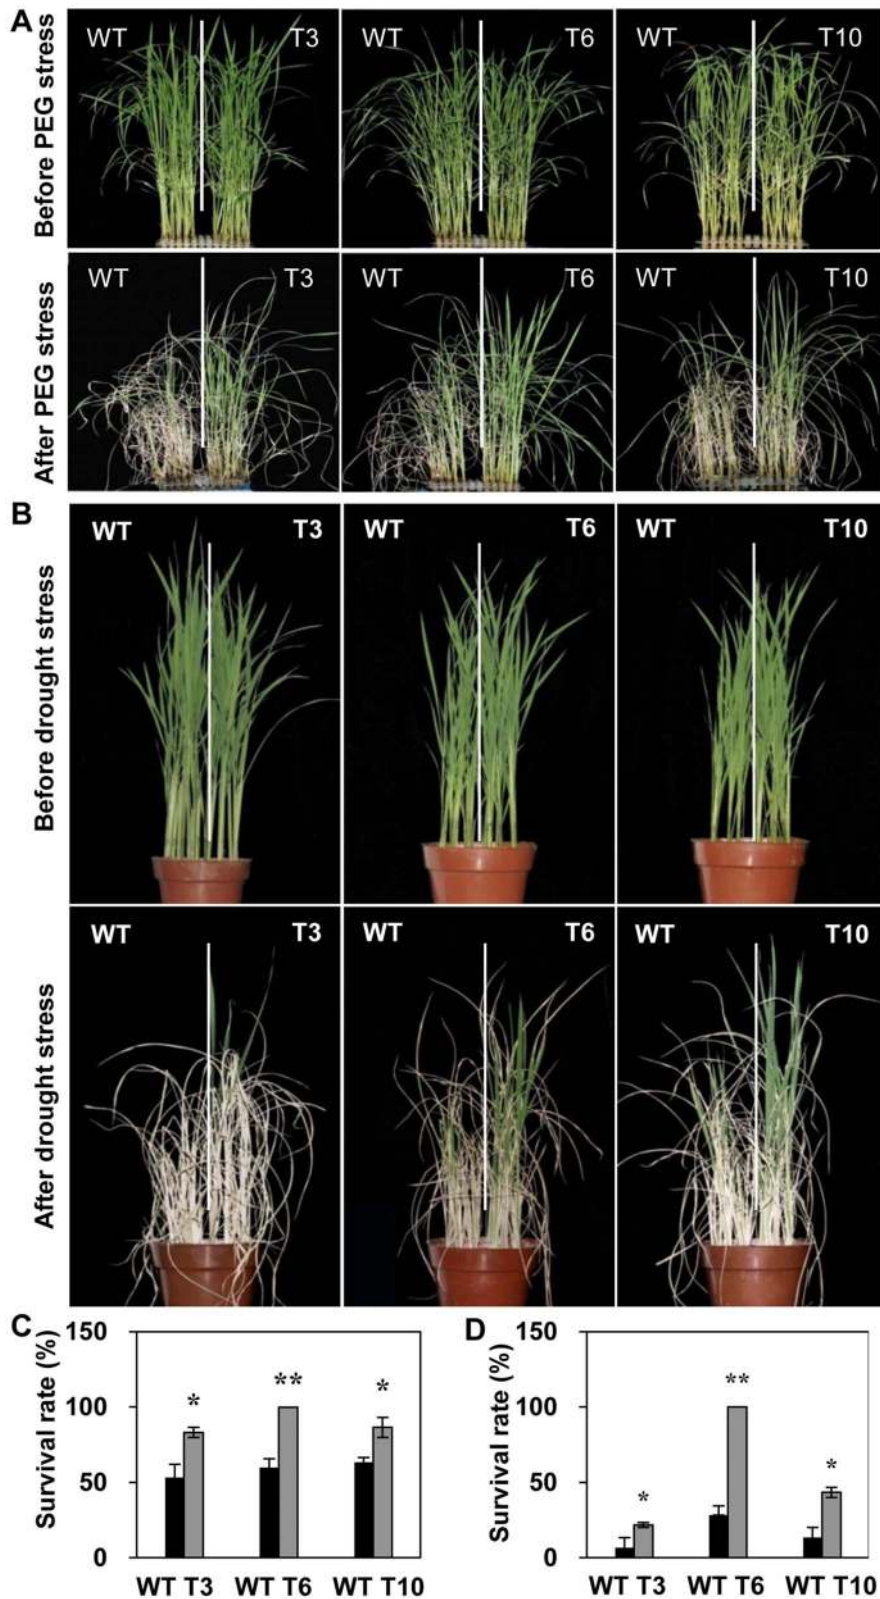 A
Before PEG stress
WT T3
WT T6
WT T10
After PEG stress
WT T3
WT T6
WT T10
B
Before drought stress
WT T3
WT T6
WT T10
After drought stress
WT T3
WT T6
WT T10
C
Survival rate (%)
150
100
50
0
* ** *
WT T3 WT T6 WT T10
D
Survival rate (%)
150
100
50
0
* ** *
WT T3 WT T6 WT T10